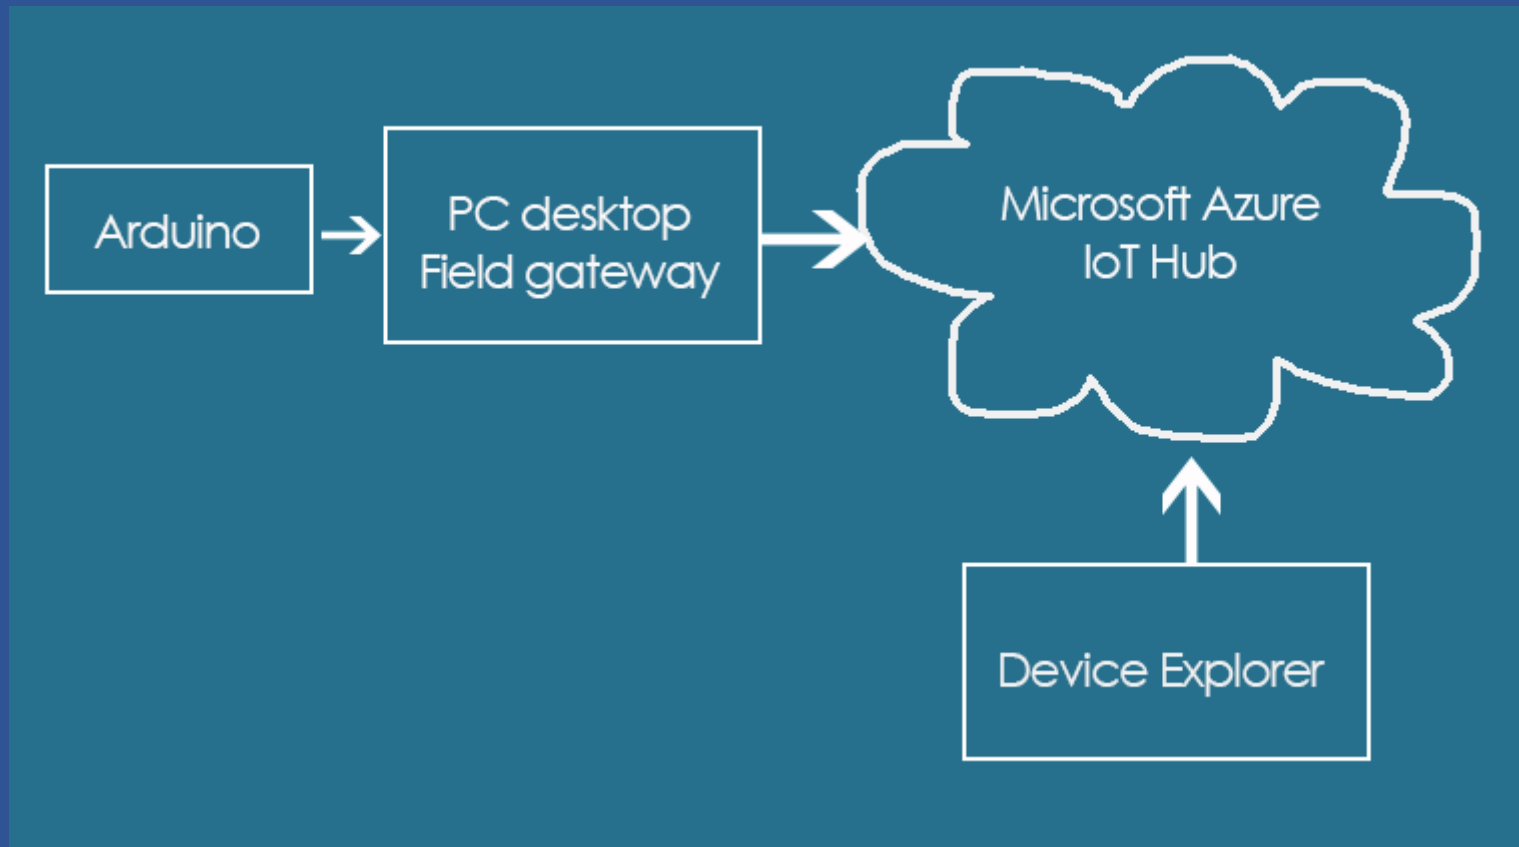 Arduino
PC desktop
Field gateway
Microsoft Azure
IoT Hub
Device Explorer